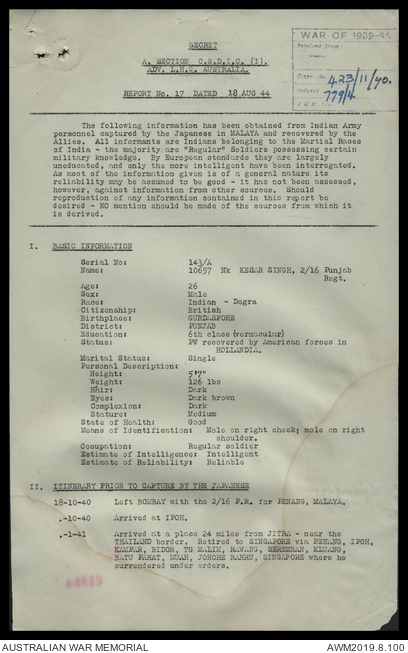 SECRET
A. SECTION C.S.D.I.C. (I).
ADV. L.H.Q. AUSTRALIA.
REPORT No. 17 DATED 18 AUG 44
WAR OF 1939-45
Received from
Classn. No. 423/11/40.
Indexed 779/4
A.W.M.
The following information has been obtained from Indian Army
personnel captured by the Japanese in MALAYA and recovered by the
Allies. All informants are Indians belonging to the Martial Races
of India - the majority are "Regular" Soldiers possessing certain
military knowledge. By European standards they are largely
uneducated, and only the more intelligent have been interrogated.
As most of the information given is of a general nature its
reliability may be assumed to be good - it has not been assessed,
however, against information from other sources. Should
reproduction of any information contained in this report be
desired - NO mention should be made of the sources from which it
is derived.
I. BASIC INFORMATION
Serial No: 143/A
Name: 10657 Nk KESAR SINGH, 2/16 Punjab
Regt.
Age: 26
Sex: Male
Race: Indian - Dogra
Citizenship: British
Birthplace: GURDASPORE
District: PUNJAB
Education: 6th class (vernacular)
Status: PW recovered by American forces in
HOLLANDIA.
Marital Status: Single
Personal Description:
Height: 5'7"
Weight: 126 lbs
Hair: Dark
Eyes: Dark brown
Complexion: Dark
Stature: Medium
State of Health: Good
Means of Identification: Mole on right cheek; mole on right
shoulder.
Occupation: Regular soldier
Estimate of Intelligence: Intelligent
Estimate of Reliability: Reliable
II. ITINERARY PRIOR TO CAPTURE BY THE JAPANESE
18-10-40 Left BOMBAY with the 2/16 P.R. for PENANG, MALAYA.
.-10-40 Arrived at IPOH.
.-1-41 Arrived at a place 24 miles from JITRA - near the
THAILAND border. Retired to SINGAPORE via PENANG, IPOH,
KAMPAR, BIDOR, TG MALIM, RAWANG, SEREMBAN, KLUANG,
BATU PAHAT, MUAR, JOHORE BAHRU, SINGAPORE where he
surrendered under orders.
AUSTRALIAN WAR MEMORIAL
AWM2019.8.100